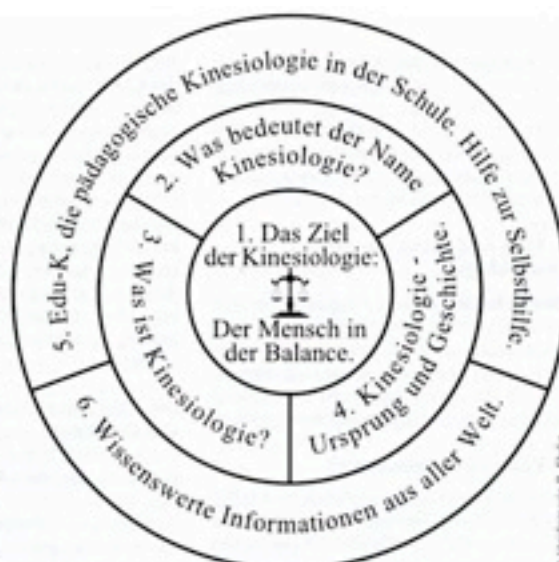 1. Das Ziel
der Kinesiologie:
Der Mensch in
der Balance.
2. Was bedeutet der Name
Kinesiologie?
3. Was ist Kinesiologie?
4. Kinesiologie -
Ursprung und Geschichte.
5. Edu-K, die pädagogische Kinesiologie in der Schule. Hilfe zur Selbsthilfe.
6. Wissenswerte Informationen aus aller Welt.